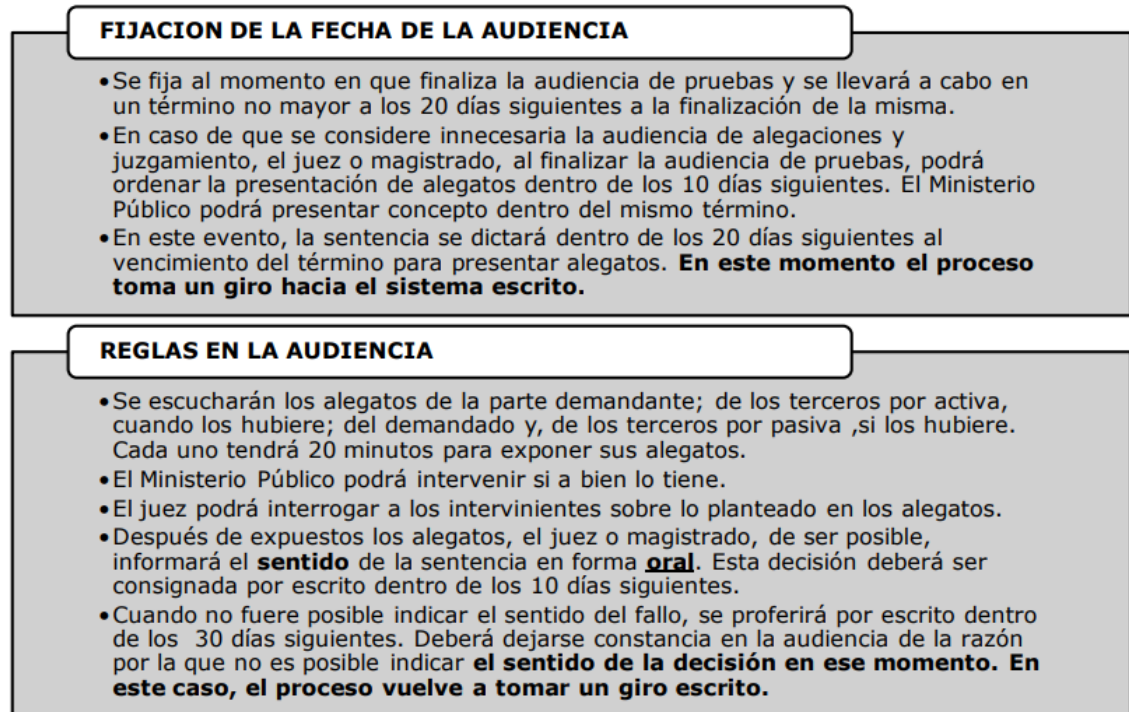 FIJACION DE LA FECHA DE LA AUDIENCIA
•Se fija al momento en que finaliza la audiencia de pruebas y se llevará a cabo en
un término no mayor a los 20 días siguientes a la finalización de la misma.
•En caso de que se considere innecesaria la audiencia de alegaciones y
juzgamiento, el juez o magistrado, al finalizar la audiencia de pruebas, podrá
ordenar la presentación de alegatos dentro de los 10 días siguientes. El Ministerio
Público podrá presentar concepto dentro del mismo término.
•En este evento, la sentencia se dictará dentro de los 20 días siguientes al
vencimiento del término para presentar alegatos. En este momento el proceso
toma un giro hacia el sistema escrito.
REGLAS EN LA AUDIENCIA
•Se escucharán los alegatos de la parte demandante; de los terceros por activa,
cuando los hubiere; del demandado y, de los terceros por pasiva ,si los hubiere.
Cada uno tendrá 20 minutos para exponer sus alegatos.
•El Ministerio Público podrá intervenir si a bien lo tiene.
•El juez podrá interrogar a los intervinientes sobre lo planteado en los alegatos.
•Después de expuestos los alegatos, el juez o magistrado, de ser posible,
informará el sentido de la sentencia en forma oral. Esta decisión deberá ser
consignada por escrito dentro de los 10 días siguientes.
•Cuando no fuere posible indicar el sentido del fallo, se proferirá por escrito dentro
de los 30 días siguientes. Deberá dejarse constancia en la audiencia de la razón
por la que no es posible indicar el sentido de la decisión en ese momento. En
este caso, el proceso vuelve a tomar un giro escrito.